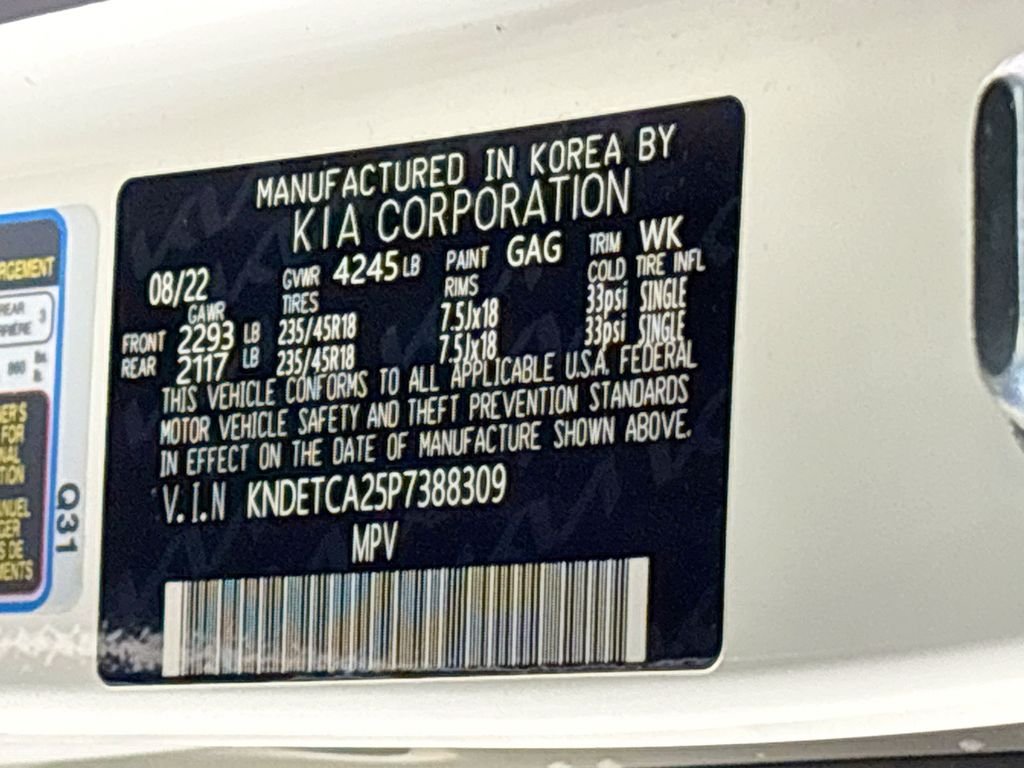 MANUFACTURED IN KOREA BY
KIA CORPORATION
08/22 GVWR 4245 LB PAINT GAG TRIM WK
GAWR TIRES RIMS COLD TIRE INFL
FRONT 2293 LB 235/45R18 7.5Jx18 33psi SINGLE
REAR 2117 LB 235/45R18 7.5Jx18 33psi SINGLE
THIS VEHICLE CONFORMS TO ALL APPLICABLE U.S.A. FEDERAL
MOTOR VEHICLE SAFETY AND THEFT PREVENTION STANDARDS
IN EFFECT ON THE DATE OF MANUFACTURE SHOWN ABOVE.
V.I.N KNDETCA25P7388309
MPV
REAR
3
FOR
Q31